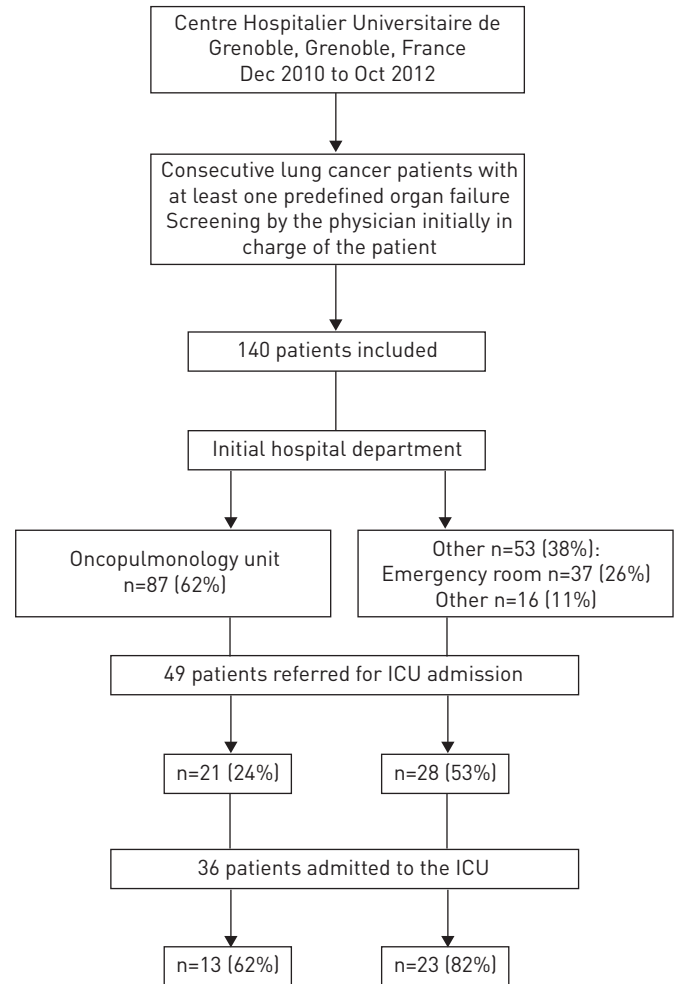 Centre Hospitalier Universitaire de
Grenoble, Grenoble, France
Dec 2010 to Oct 2012
Consecutive lung cancer patients with
at least one predefined organ failure
Screening by the physician initially in
charge of the patient
140 patients included
Initial hospital department
Oncopulmonology unit
n=87 (62%)
Other n=53 (38%):
Emergency room n=37 (26%)
Other n=16 (11%)
49 patients referred for ICU admission
n=21 (24%)
n=28 (53%)
36 patients admitted to the ICU
n=13 (62%)
n=23 (82%)